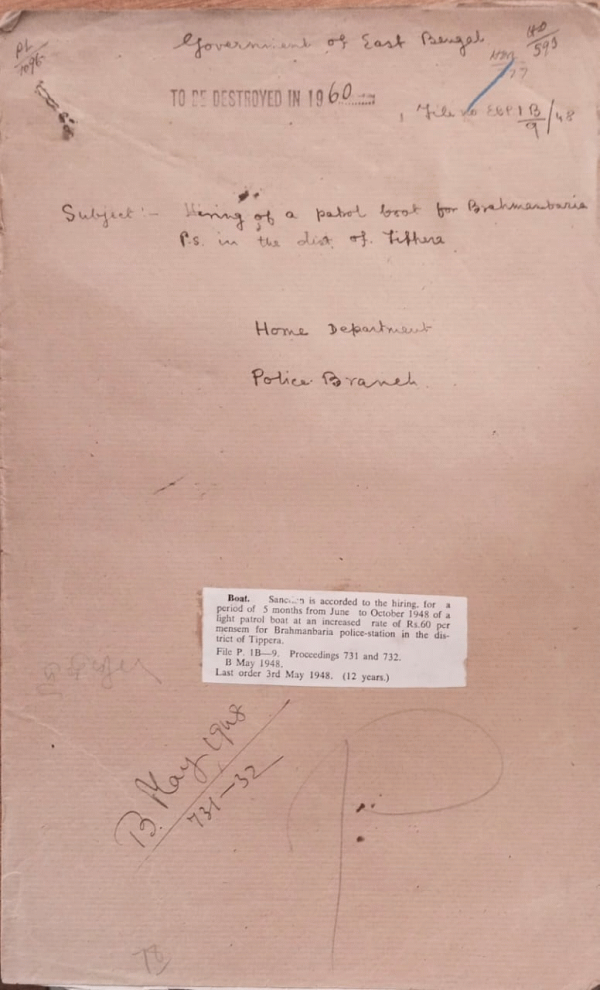 Government of East Bengal
TO BE DESTROYED IN 1960
File no EBP 1B/9/48
Subject :- Hiring of a patrol boat for Brahmanbaria
P.s. in the dist. of Tippera
Home Department
Police Branch.
Boat. Sanction is accorded to the hiring, for a
period of 5 months from June to October 1948 of a
light patrol boat at an increased rate of Rs.60 per
mensem for Brahmanbaria police-station in the dis-
trict of Tippera.
File P. 1B—9. Proceedings 731 and 732.
B May 1948.
Last order 3rd May 1948. (12 years.)
B. May 1948
731-32
P
78